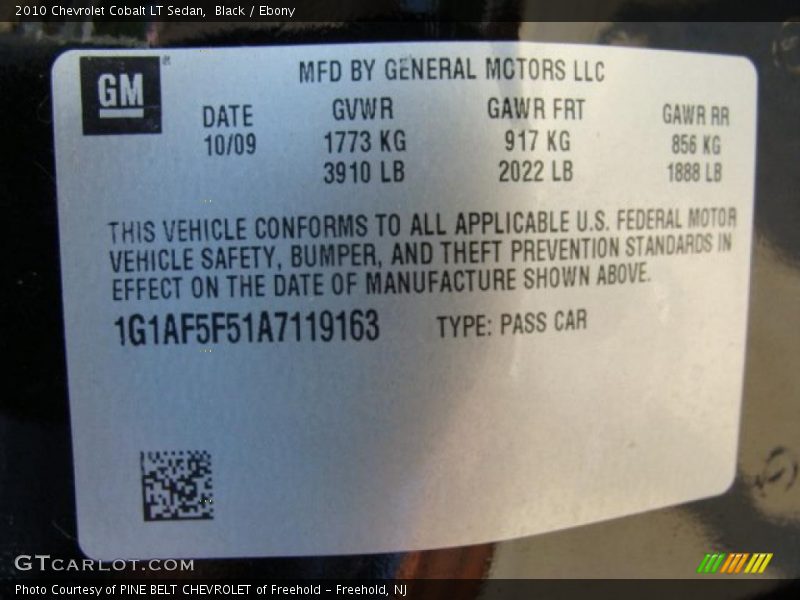 2010 Chevrolet Cobalt LT Sedan, Black / Ebony
GM
MFD BY GENERAL MOTORS LLC
DATE GVWR GAWR FRT GAWR RR
10/09 1773 KG 917 KG 856 KG
3910 LB 2022 LB 1888 LB
THIS VEHICLE CONFORMS TO ALL APPLICABLE U.S. FEDERAL MOTOR
VEHICLE SAFETY, BUMPER, AND THEFT PREVENTION STANDARDS IN
EFFECT ON THE DATE OF MANUFACTURE SHOWN ABOVE.
1G1AF5F51A7119163 TYPE: PASS CAR
GTCARLOT.COM
Photo Courtesy of PINE BELT CHEVROLET of Freehold - Freehold, NJ